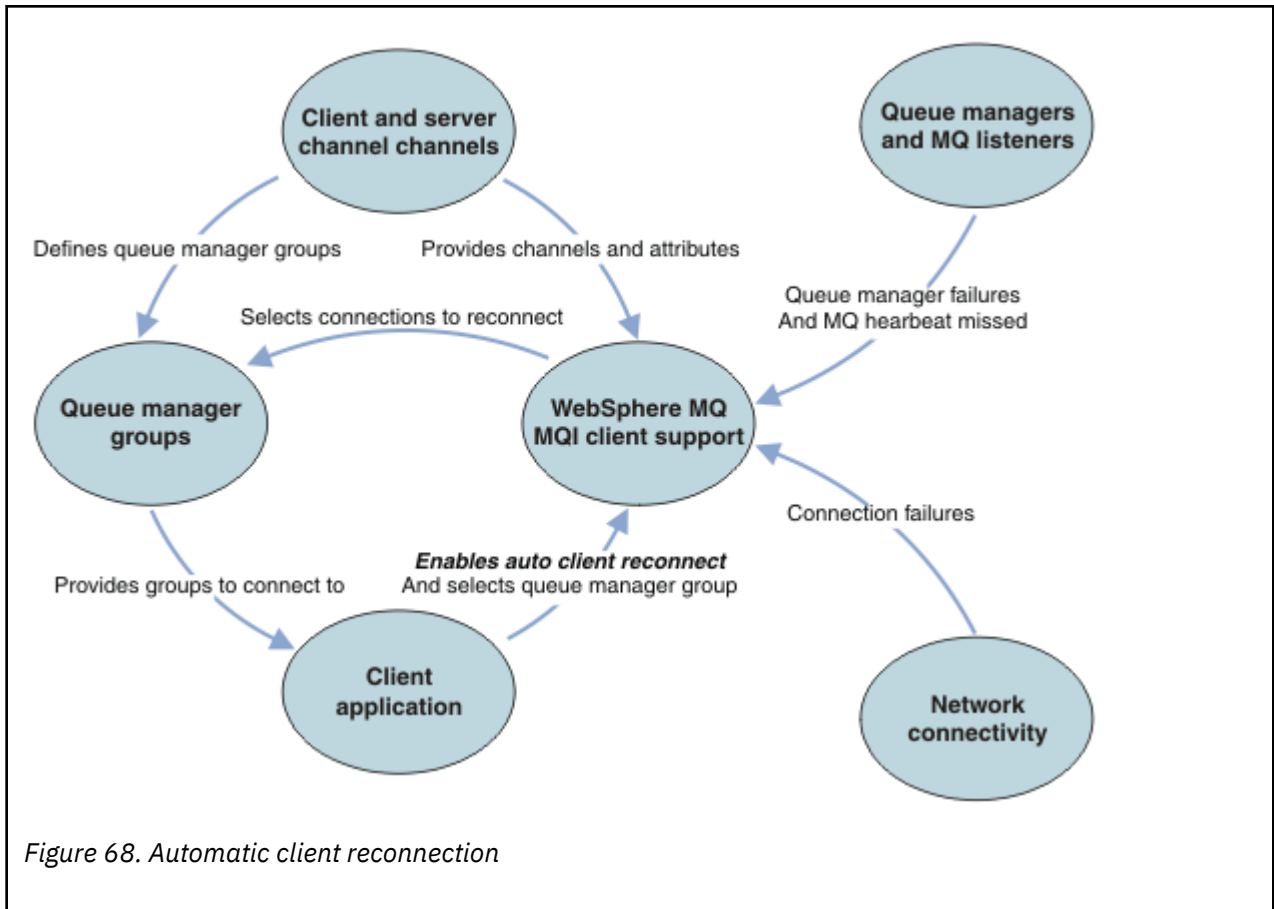 Client and server
channel channels
Queue managers
and MQ listeners
Defines queue manager groups
Provides channels and attributes
Queue manager failures
And MQ hearbeat missed
Selects connections to reconnect
Queue manager
groups
WebSphere MQ
MQI client support
Connection failures
Enables auto client reconnect
And selects queue manager group
Provides groups to connect to
Client
application
Network
connectivity
Figure 68. Automatic client reconnection